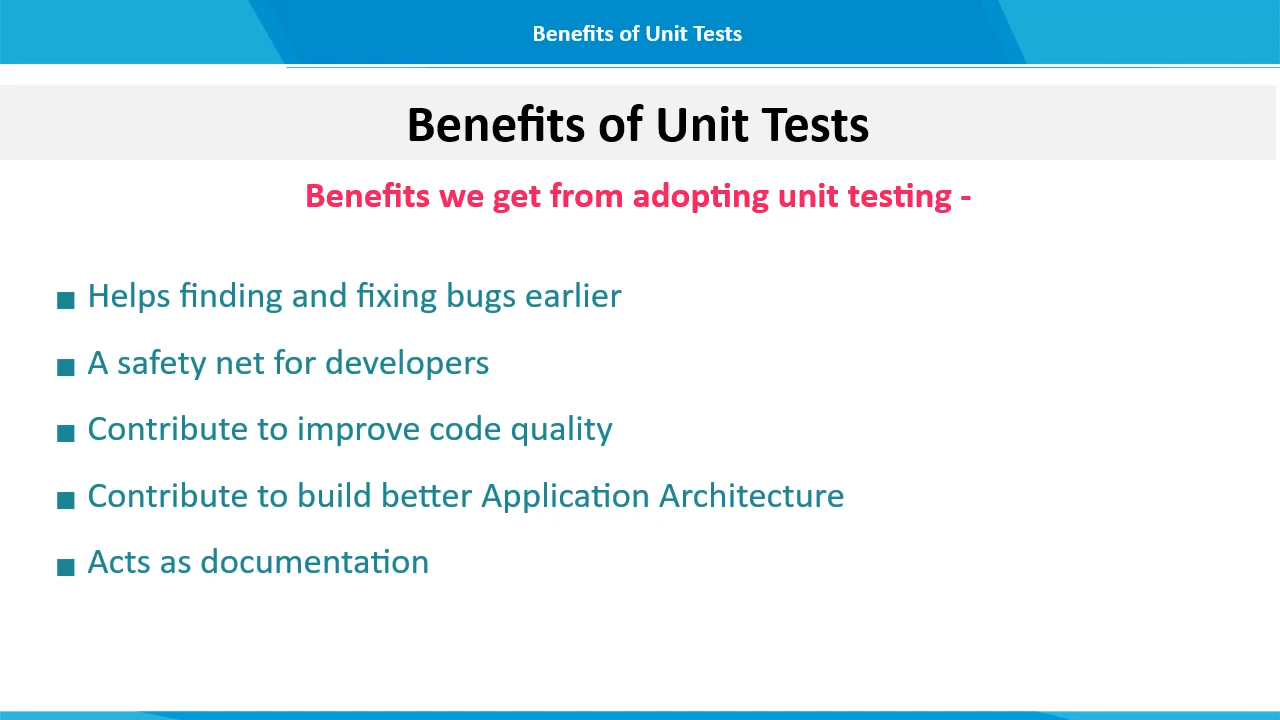 Benefits of Unit Tests
Benefits of Unit Tests
Benefits we get from adopting unit testing -
Helps finding and fixing bugs earlier
A safety net for developers
Contribute to improve code quality
Contribute to build better Application Architecture
Acts as documentation